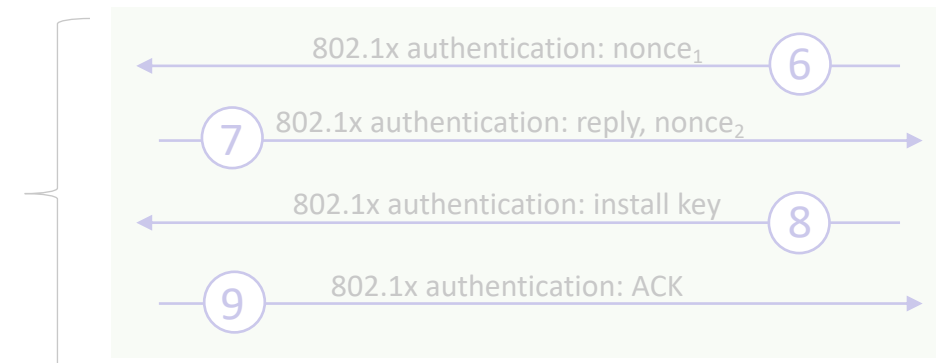 802.1x authentication: nonce₁
6
7
802.1x authentication: reply, nonce₂
802.1x authentication: install key
8
9
802.1x authentication: ACK